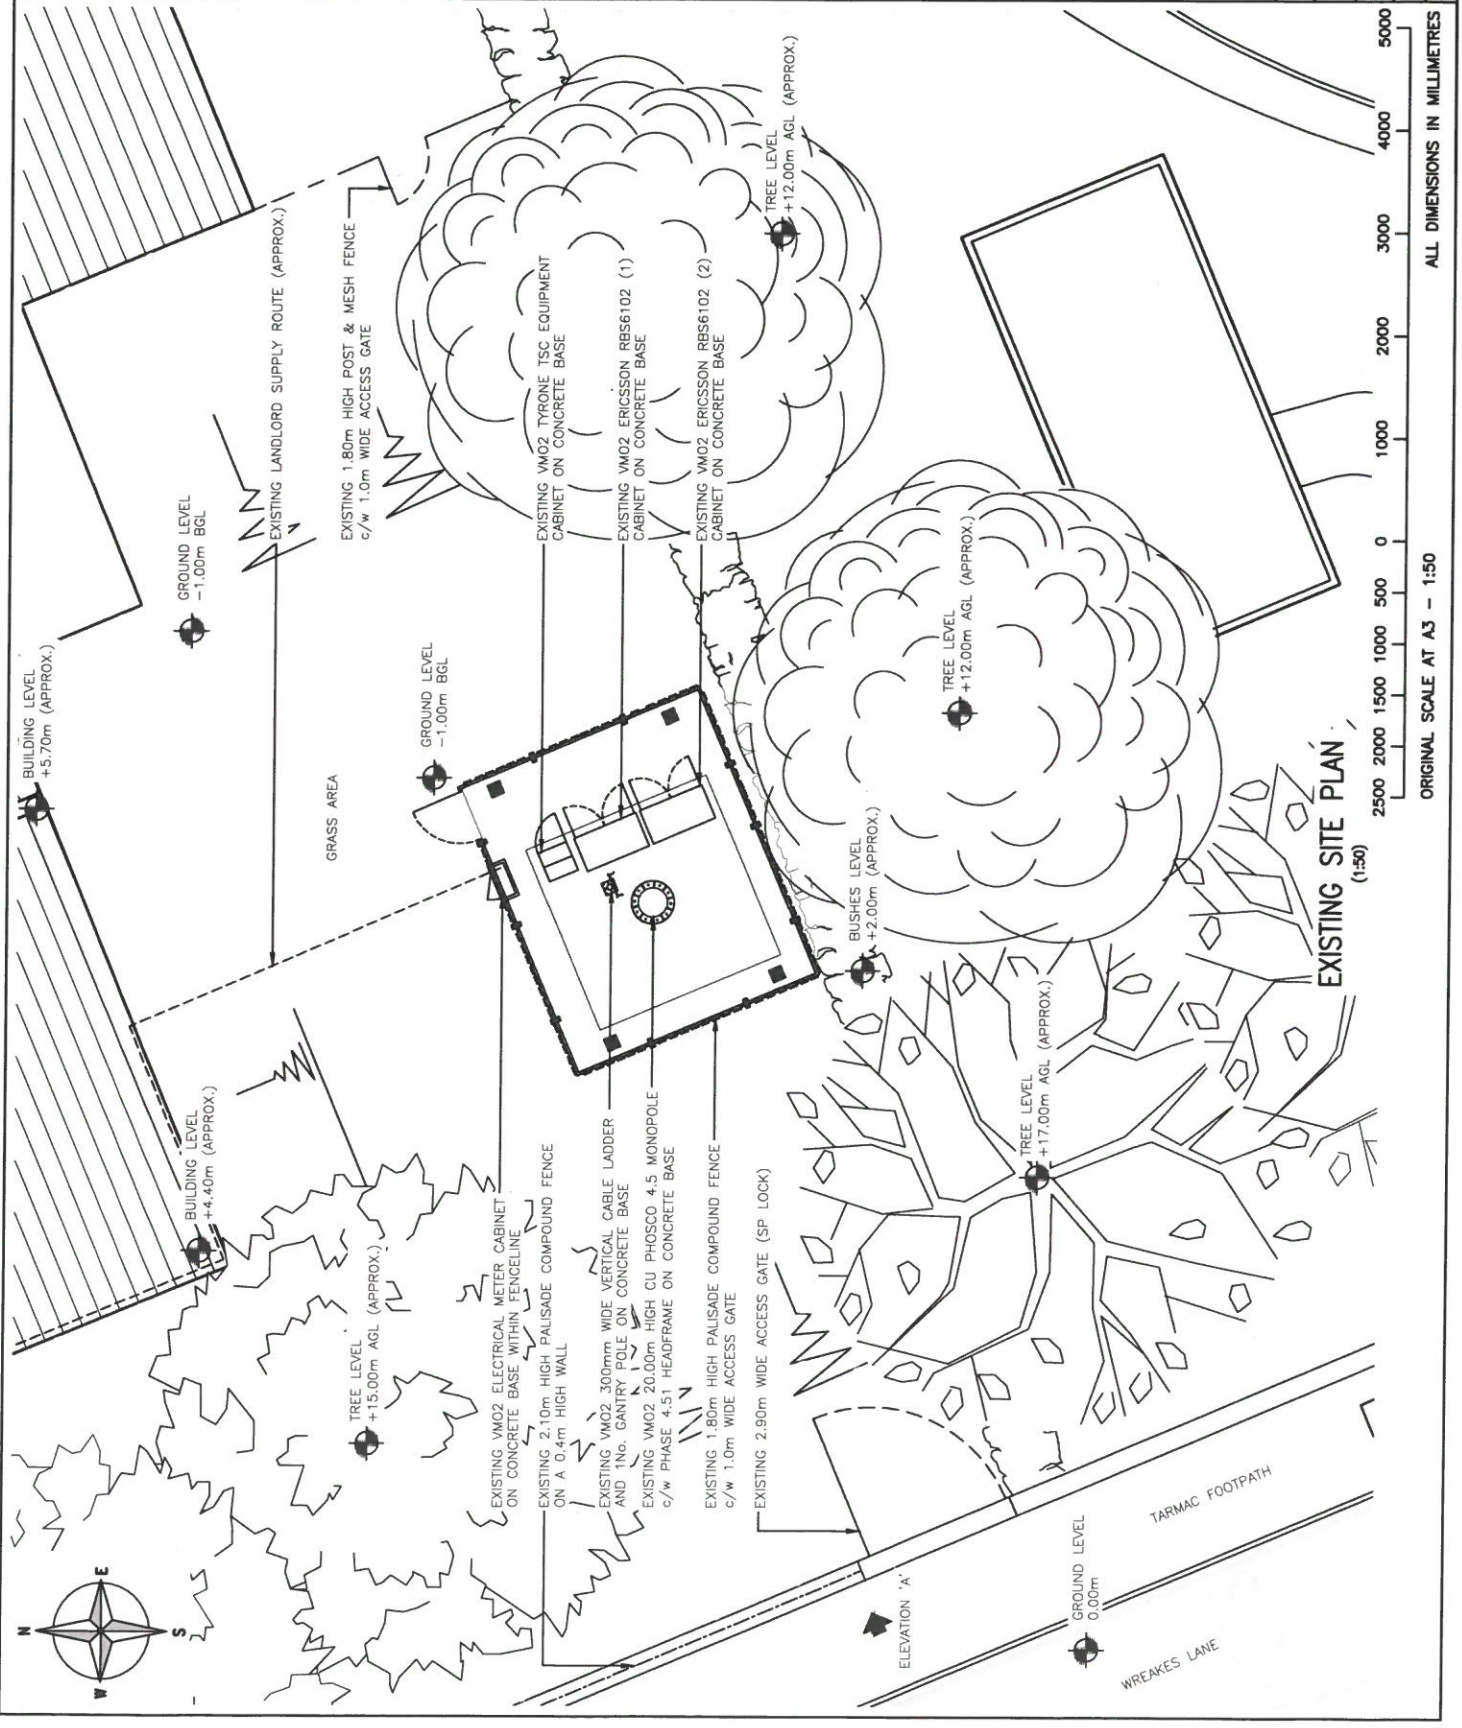 N
E
S
W
BUILDING LEVEL
+5.70m (APPROX.)
BUILDING LEVEL
+4.40m (APPROX.)
GROUND LEVEL
-1.00m BGL
GROUND LEVEL
-1.00m BGL
GRASS AREA
TREE LEVEL
+15.00m AGL (APPROX.)
EXISTING LANDLORD SUPPLY ROUTE (APPROX.)
EXISTING 1.80m HIGH POST & MESH FENCE
c/w 1.0m WIDE ACCESS GATE
EXISTING VMO2 TYRONE TSC EQUIPMENT
CABINET ON CONCRETE BASE
EXISTING VMO2 ERICSSON RBS6102 (1)
CABINET ON CONCRETE BASE
EXISTING VMO2 ERICSSON RBS6102 (2)
CABINET ON CONCRETE BASE
TREE LEVEL
+12.00m AGL (APPROX.)
EXISTING VMO2 ELECTRICAL METER CABINET
ON CONCRETE BASE WITHIN FENCELINE
EXISTING 2.10m HIGH PALISADE COMPOUND FENCE
ON A 0.4m HIGH WALL
EXISTING VMO2 300mm WIDE VERTICAL CABLE LADDER
AND 1No. GANTRY POLE ON CONCRETE BASE
EXISTING VMO2 20.00m HIGH CU PHOSCO 4.5 MONOPOLE
c/w PHASE 4.51 HEADFRAME ON CONCRETE BASE
EXISTING 1.80m HIGH PALISADE COMPOUND FENCE
c/w 1.0m WIDE ACCESS GATE
EXISTING 2.90m WIDE ACCESS GATE (SP LOCK)
BUSHES LEVEL
+2.00m (APPROX.)
TREE LEVEL
+12.00m AGL (APPROX.)
TREE LEVEL
+17.00m AGL (APPROX.)
ELEVATION 'A'
GROUND LEVEL
0.00m
WREAKES LANE
TARMAC FOOTPATH
EXISTING SITE PLAN
(1:50)
2500 2000 1500 1000 500 0 1000 2000 3000 4000 5000
ORIGINAL SCALE AT A3 - 1:50
ALL DIMENSIONS IN MILLIMETRES